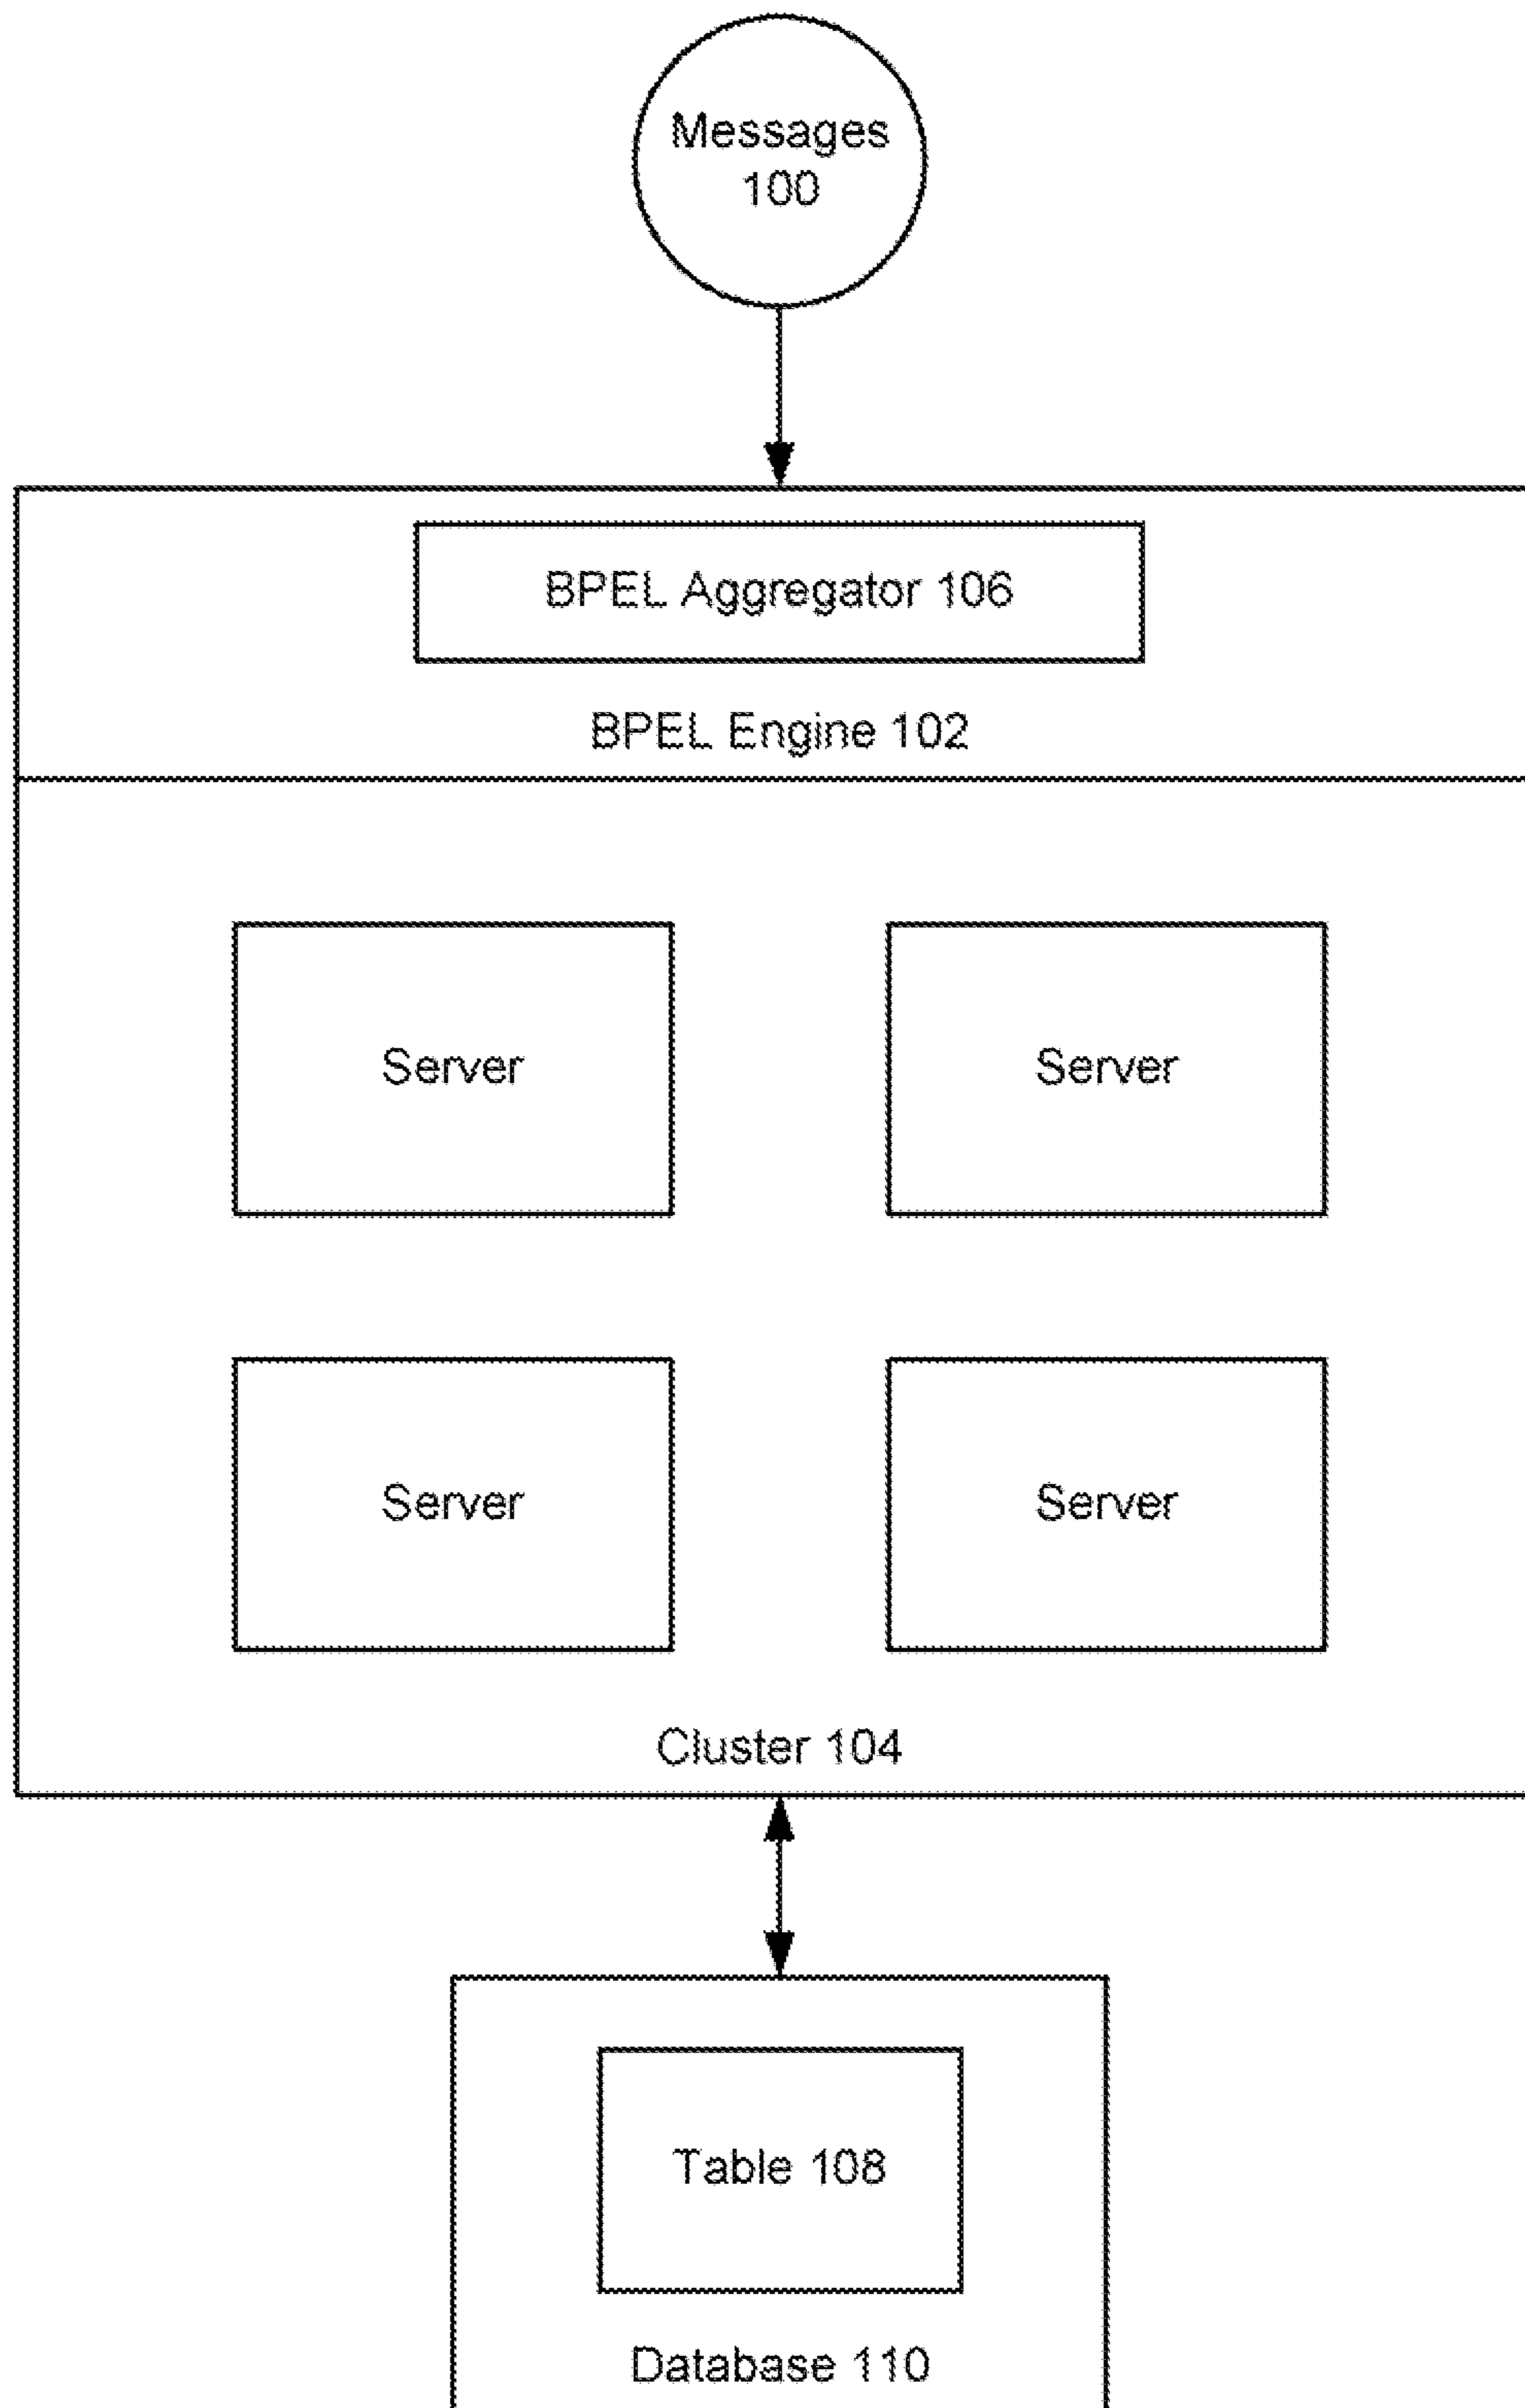 Messages
100
BPEL Aggregator 106
BPEL Engine 102
Server
Server
Server
Server
Cluster 104
Table 108
Database 110